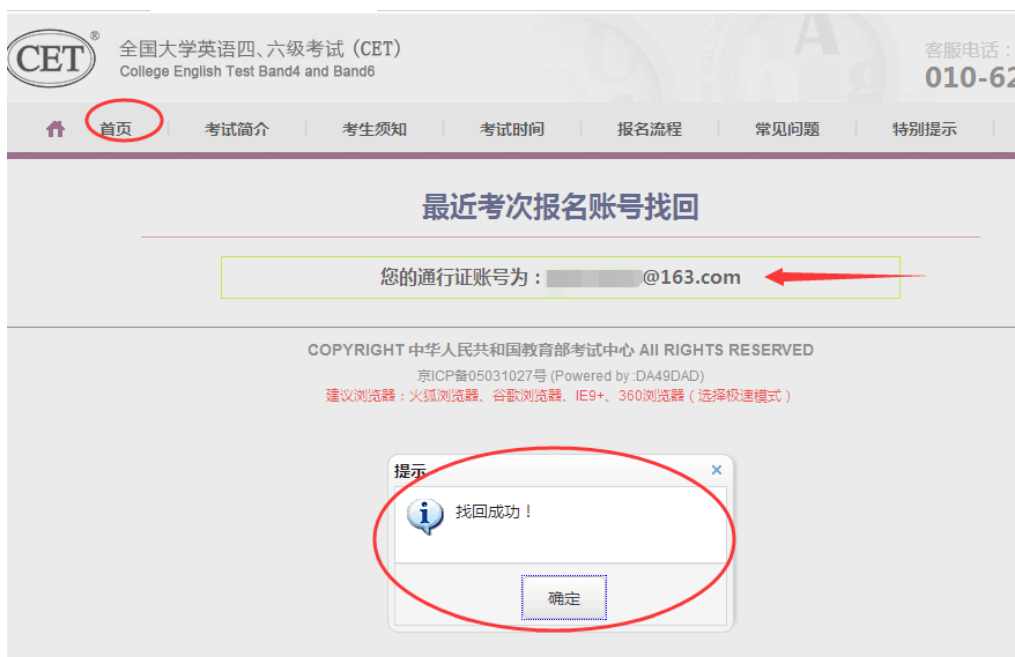 CET®
全国大学英语四、六级考试（CET）
College English Test Band4 and Band6
客服电话：
010-62
首页 考试简介 考生须知 考试时间 报名流程 常见问题 特别提示
最近考次报名账号找回
您的通行证账号为： @163.com
COPYRIGHT 中华人民共和国教育部考试中心 All RIGHTS RESERVED
京ICP备05031027号 (Powered by :DA49DAD)
建议浏览器：火狐浏览器、谷歌浏览器、IE9+、360浏览器（选择极速模式）
提示
找回成功！
确定